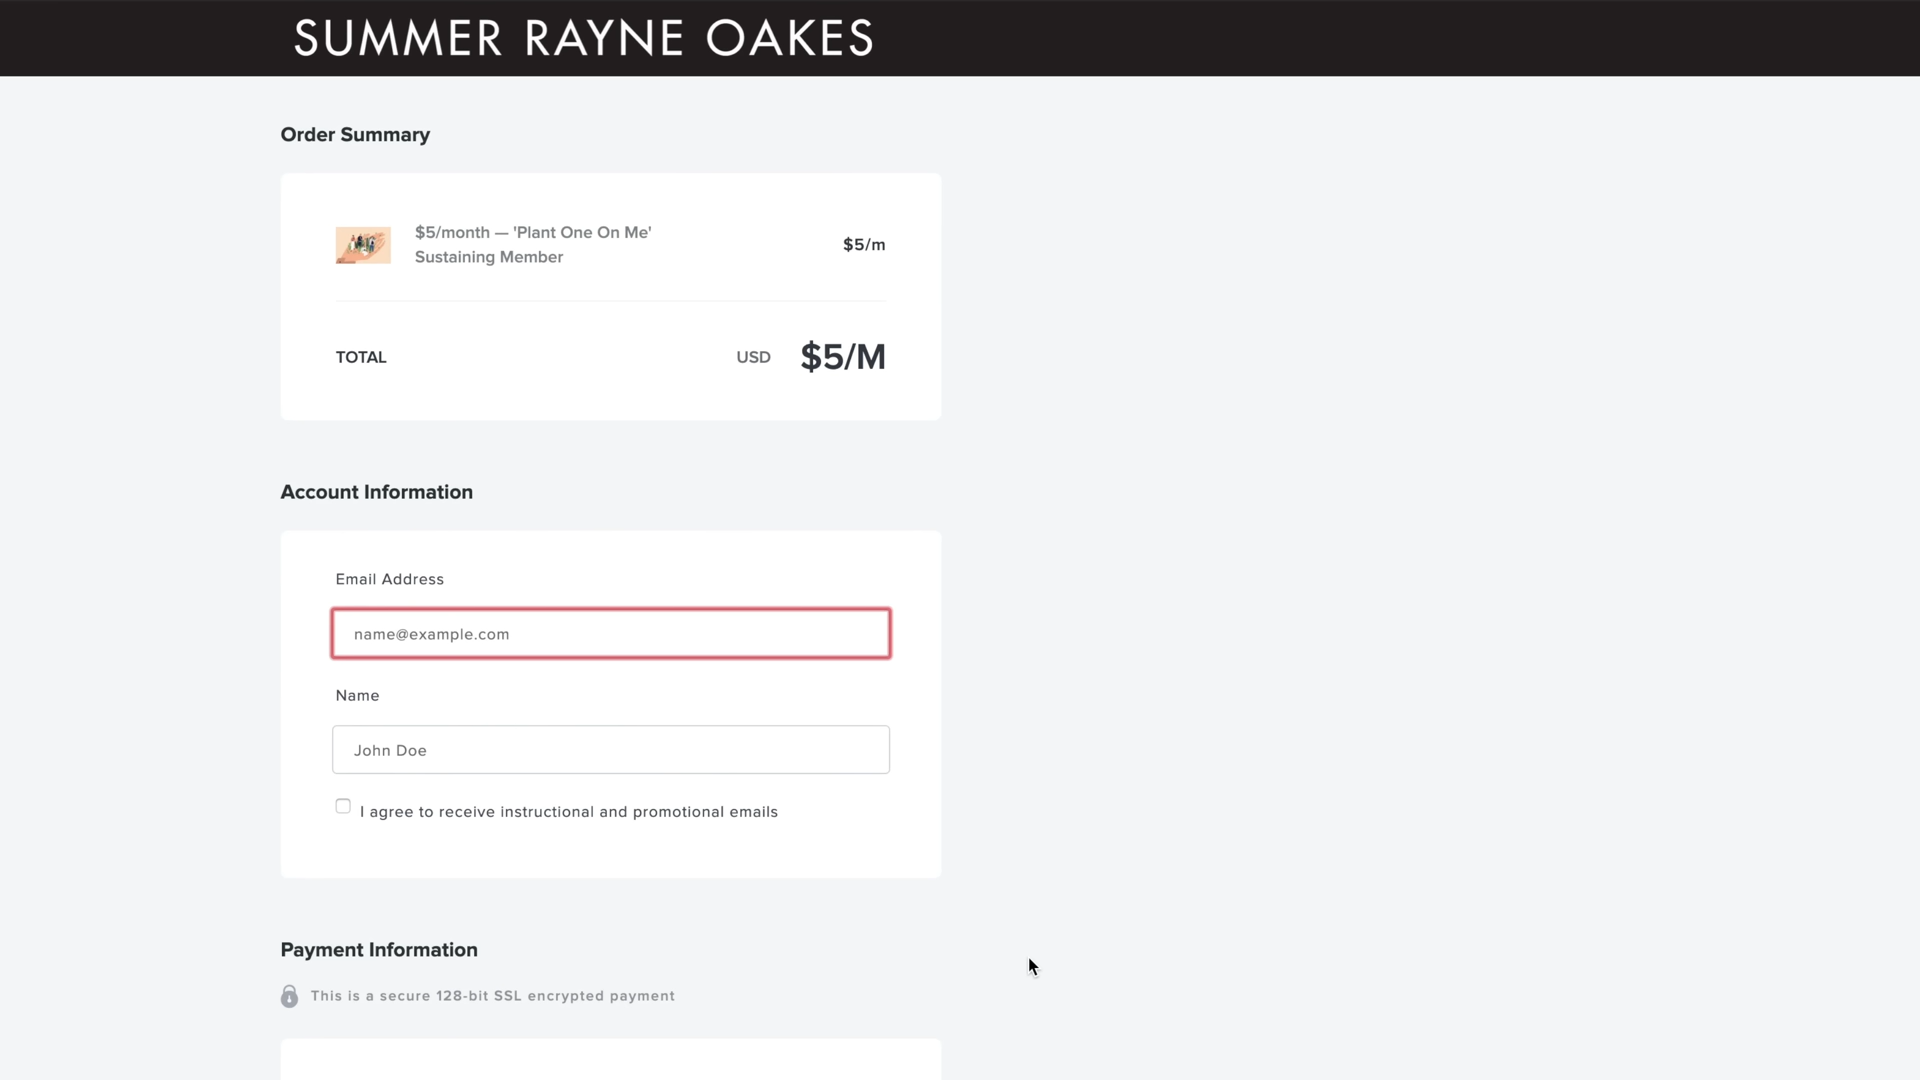 SUMMER RAYNE OAKES
Order Summary
$5/month — 'Plant One On Me'
Sustaining Member
$5/m
TOTAL
USD
$5/M
Account Information
Email Address
name@example.com
Name
John Doe
I agree to receive instructional and promotional emails
Payment Information
This is a secure 128-bit SSL encrypted payment